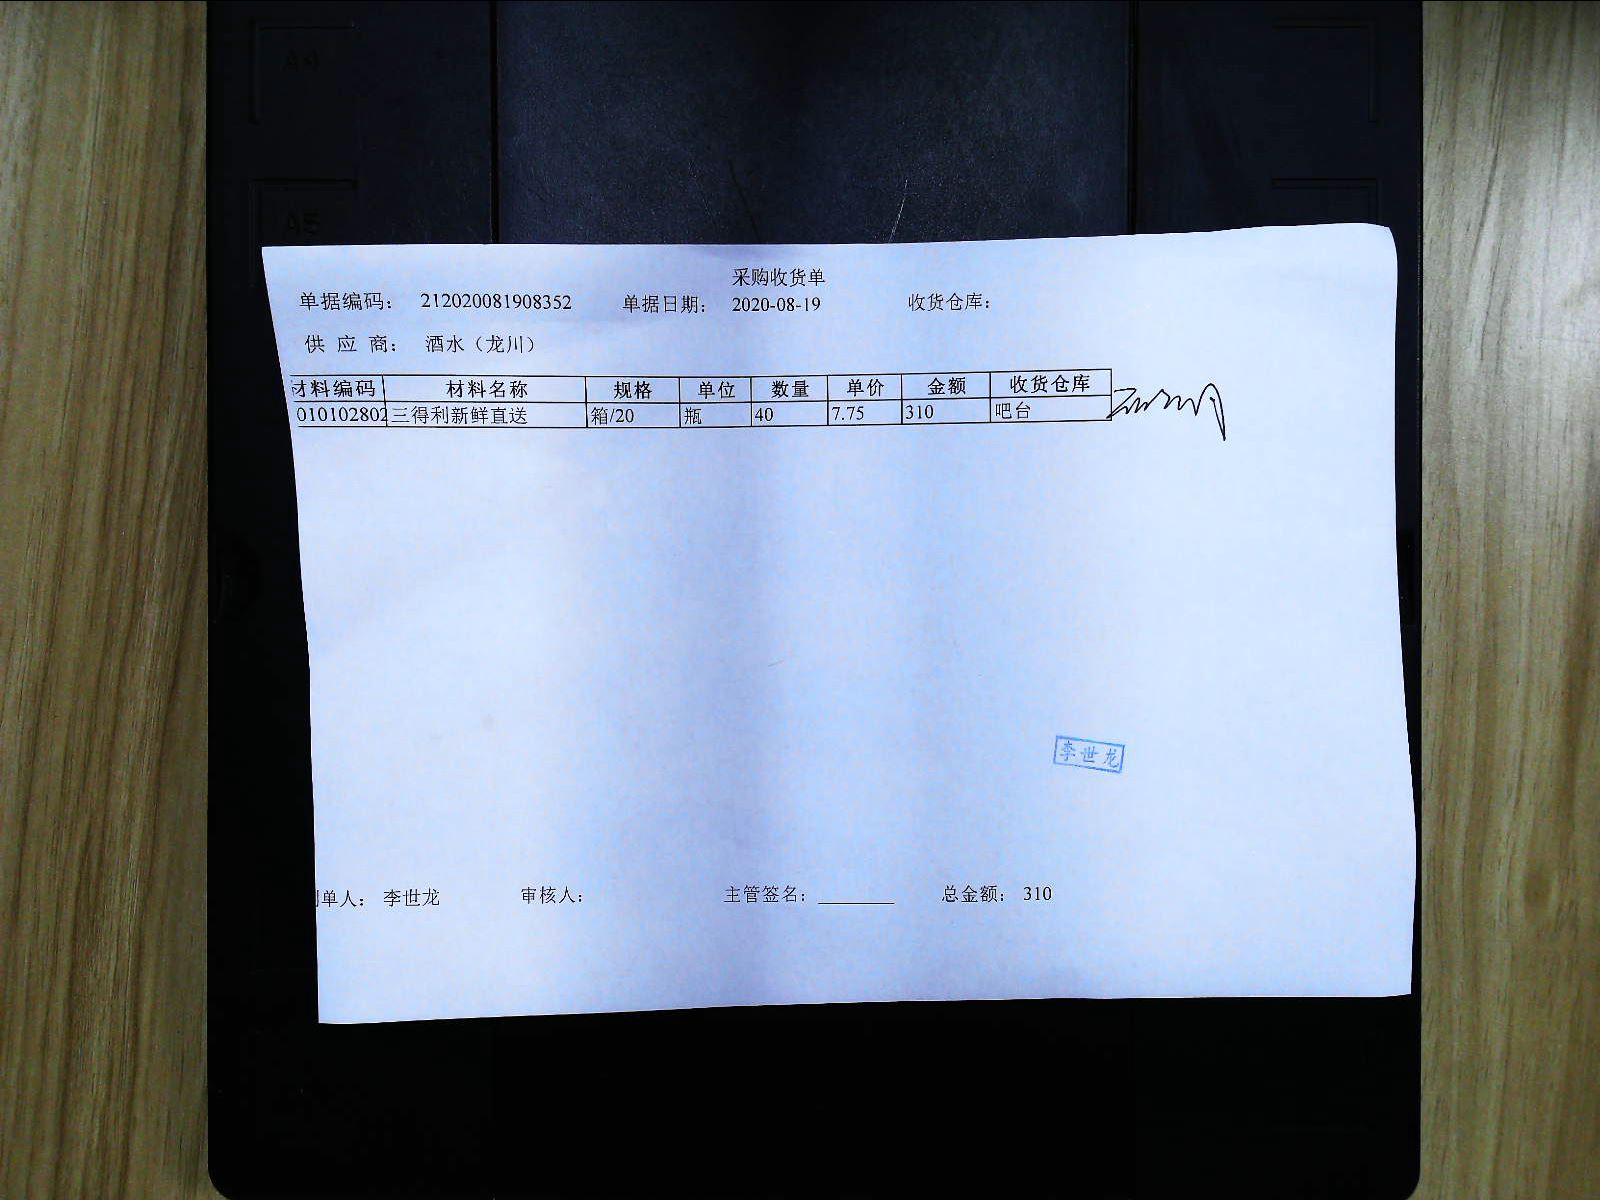 A4
A5
采购收货单
单据编码： 212020081908352 单据日期： 2020-08-19 收货仓库：
供 应 商： 酒水（龙川）
材料编码 材料名称 规格 单位 数量 单价 金额 收货仓库
010102802 三得利新鲜直送 箱/20 瓶 40 7.75 310 吧台
李世龙
制单人： 李世龙 审核人： 主管签名：________ 总金额： 310